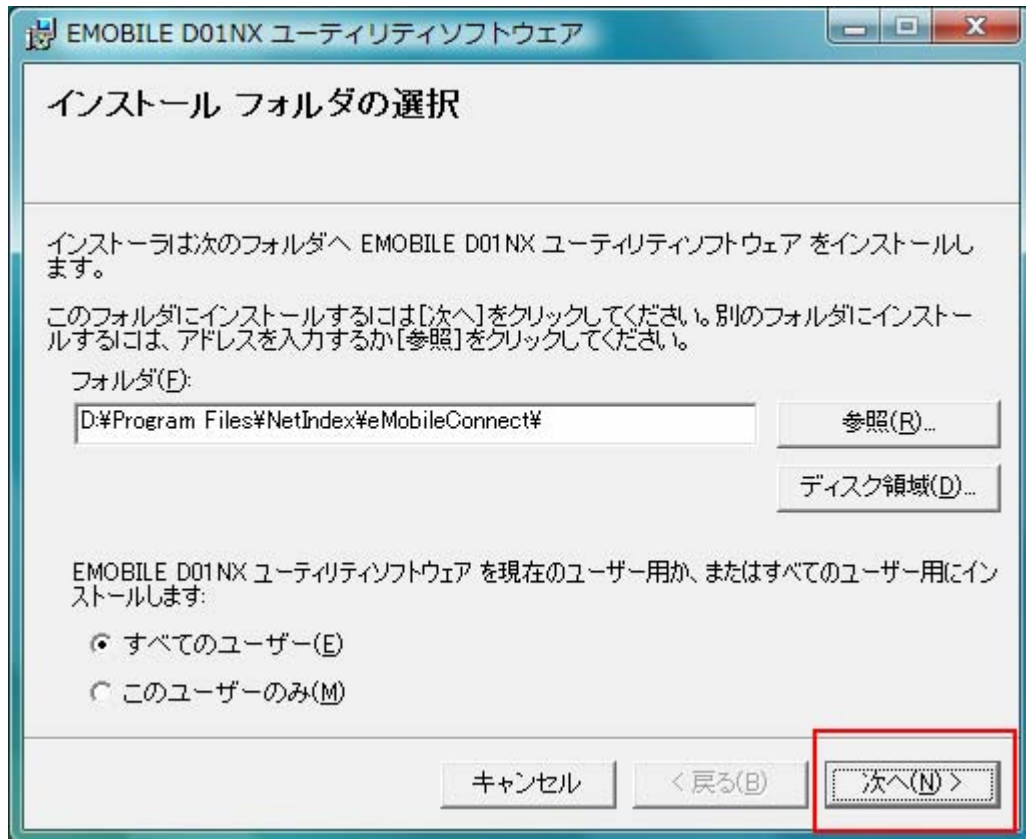 EMOBILE D01NX ユーティリティソフトウェア
インストール フォルダの選択
インストーラは次のフォルダへ EMOBILE D01NX ユーティリティソフトウェア をインストールし
ます。
このフォルダにインストールするには[次へ]をクリックしてください。別のフォルダにインストー
ルするには、アドレスを入力するか[参照]をクリックしてください。
フォルダ(F):
D:¥Program Files¥NetIndex¥eMobileConnect¥
参照(R)...
ディスク領域(D)...
EMOBILE D01NX ユーティリティソフトウェア を現在のユーザー用か、またはすべてのユーザー用にイン
ストールします:
すべてのユーザー(E)
このユーザーのみ(M)
キャンセル
< 戻る(B)
次へ(N) >